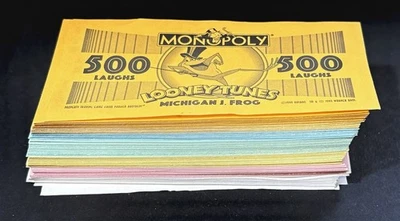 MONOPOLY
500 500
LAUGHS LAUGHS
LOONEY TUNES
MICHIGAN J. FROG